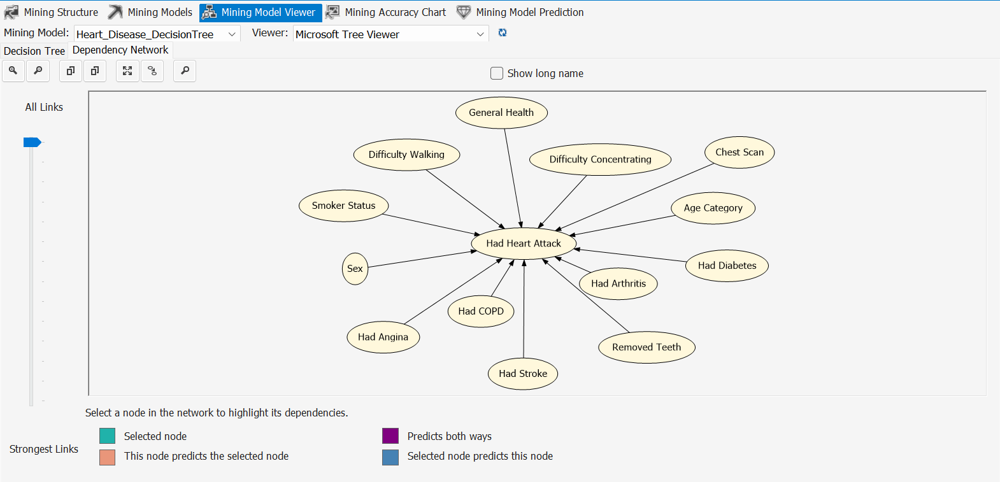 Mining Structure Mining Models Mining Model Viewer Mining Accuracy Chart Mining Model Prediction
Mining Model: Heart_Disease_DecisionTree Viewer: Microsoft Tree Viewer
Decision Tree Dependency Network
Show long name
All Links
General Health
Difficulty Walking
Difficulty Concentrating
Chest Scan
Smoker Status
Age Category
Had Heart Attack
Sex
Had Diabetes
Had Arthritis
Had COPD
Had Angina
Removed Teeth
Had Stroke
Select a node in the network to highlight its dependencies.
Selected node Predicts both ways
Strongest Links
This node predicts the selected node Selected node predicts this node